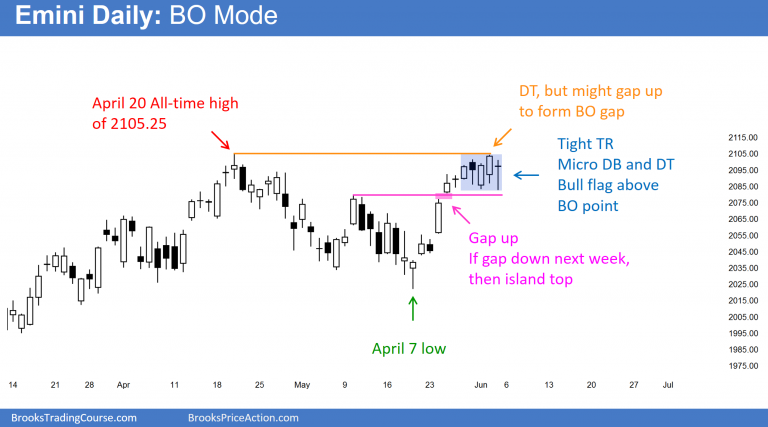 Emini Daily: BO Mode
April 20 All-time high
of 2105.25
DT, but might gap up
to form BO gap
Tight TR
Micro DB and DT
Bull flag above
BO point
Gap up
If gap down next week,
then island top
April 7 low
2115.00
2105.00
2095.00
2085.00
2075.00
2065.00
2055.00
2045.00
2035.00
2025.00
2015.00
2005.00
1995.00
1985.00
1975.00
14 21 28 Apr 11 18 25 May 9 16 23 Jun 6 13 20 27 Jul
BrooksTradingCourse.com BrooksPriceAction.com